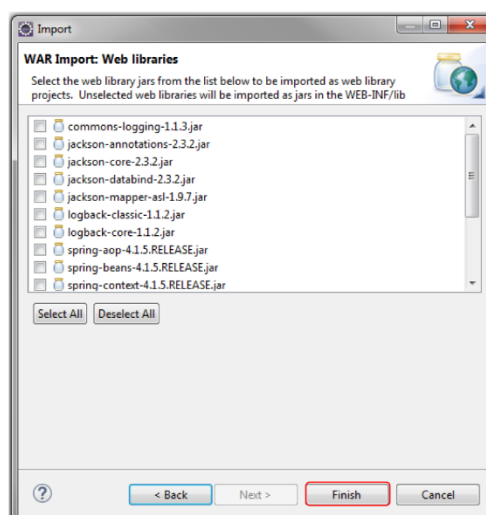 Import
WAR Import: Web libraries
Select the web library jars from the list below to be imported as web library
projects. Unselected web libraries will be imported as jars in the WEB-INF/lib
commons-logging-1.1.3.jar
jackson-annotations-2.3.2.jar
jackson-core-2.3.2.jar
jackson-databind-2.3.2.jar
jackson-mapper-asl-1.9.7.jar
logback-classic-1.1.2.jar
logback-core-1.1.2.jar
spring-aop-4.1.5.RELEASE.jar
spring-beans-4.1.5.RELEASE.jar
spring-context-4.1.5.RELEASE.jar
Select All Deselect All
? < Back Next > Finish Cancel